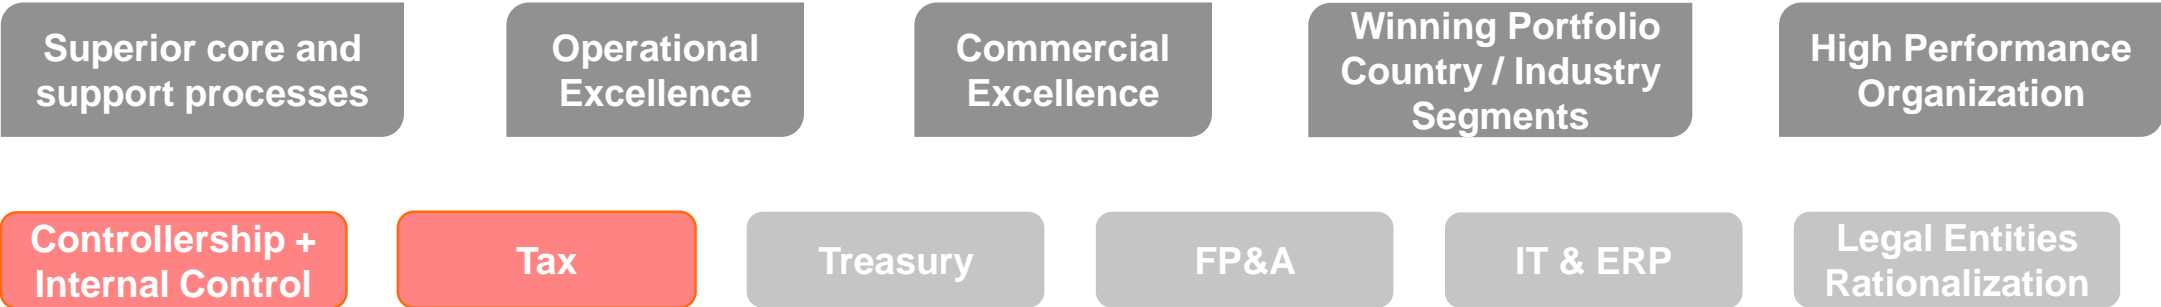 Superior core and
support processes
Operational
Excellence
Commercial
Excellence
Winning Portfolio
Country / Industry
Segments
High Performance
Organization
Controllership +
Internal Control
Tax
Treasury
FP&A
IT & ERP
Legal Entities
Rationalization